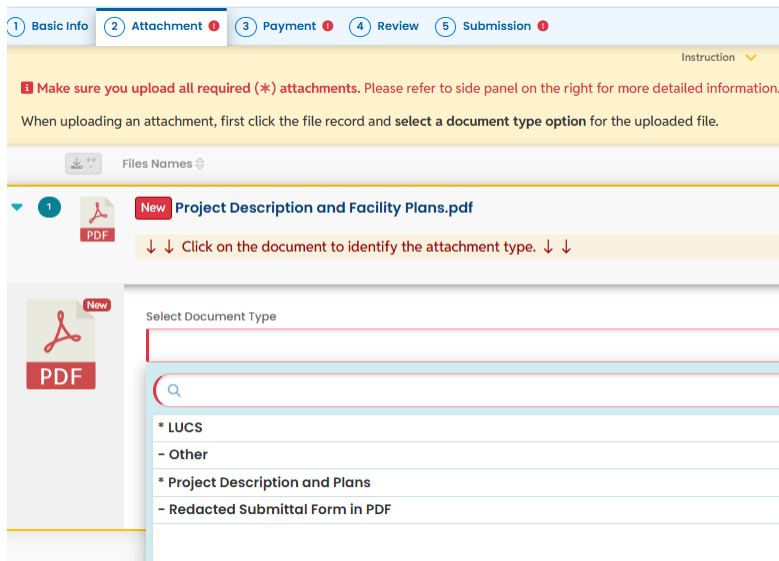 1 Basic Info 2 Attachment ! 3 Payment ! 4 Review 5 Submission !
Instruction
Make sure you upload all required (*) attachments. Please refer to side panel on the right for more detailed information.
When uploading an attachment, first click the file record and select a document type option for the uploaded file.
Files Names
1 PDF New Project Description and Facility Plans.pdf
↓ ↓ Click on the document to identify the attachment type. ↓ ↓
New
PDF
Select Document Type
* LUCS
- Other
* Project Description and Plans
- Redacted Submittal Form in PDF